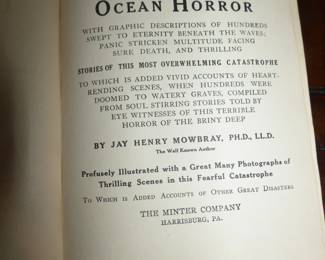 OCEAN HORROR
WITH GRAPHIC DESCRIPTIONS OF HUNDREDS
SWEPT TO ETERNITY BENEATH THE WAVES;
PANIC STRICKEN MULTITUDE FACING
SURE DEATH, AND THRILLING
STORIES OF THIS MOST OVERWHELMING CATASTROPHE
TO WHICH IS ADDED VIVID ACCOUNTS OF HEART-
RENDING SCENES, WHEN HUNDREDS WERE
DOOMED TO WATERY GRAVES, COMPILED
FROM SOUL STIRRING STORIES TOLD BY
EYE WITNESSES OF THIS TERRIBLE
HORROR OF THE BRINY DEEP
BY JAY HENRY MOWBRAY, PH.D., LL.D.
The Well Known Author
Profusely Illustrated with a Great Many Photographs of
Thrilling Scenes in this Fearful Catastrophe
To Which is Added Accounts of Other Great Disasters
THE MINTER COMPANY
HARRISBURG, PA.